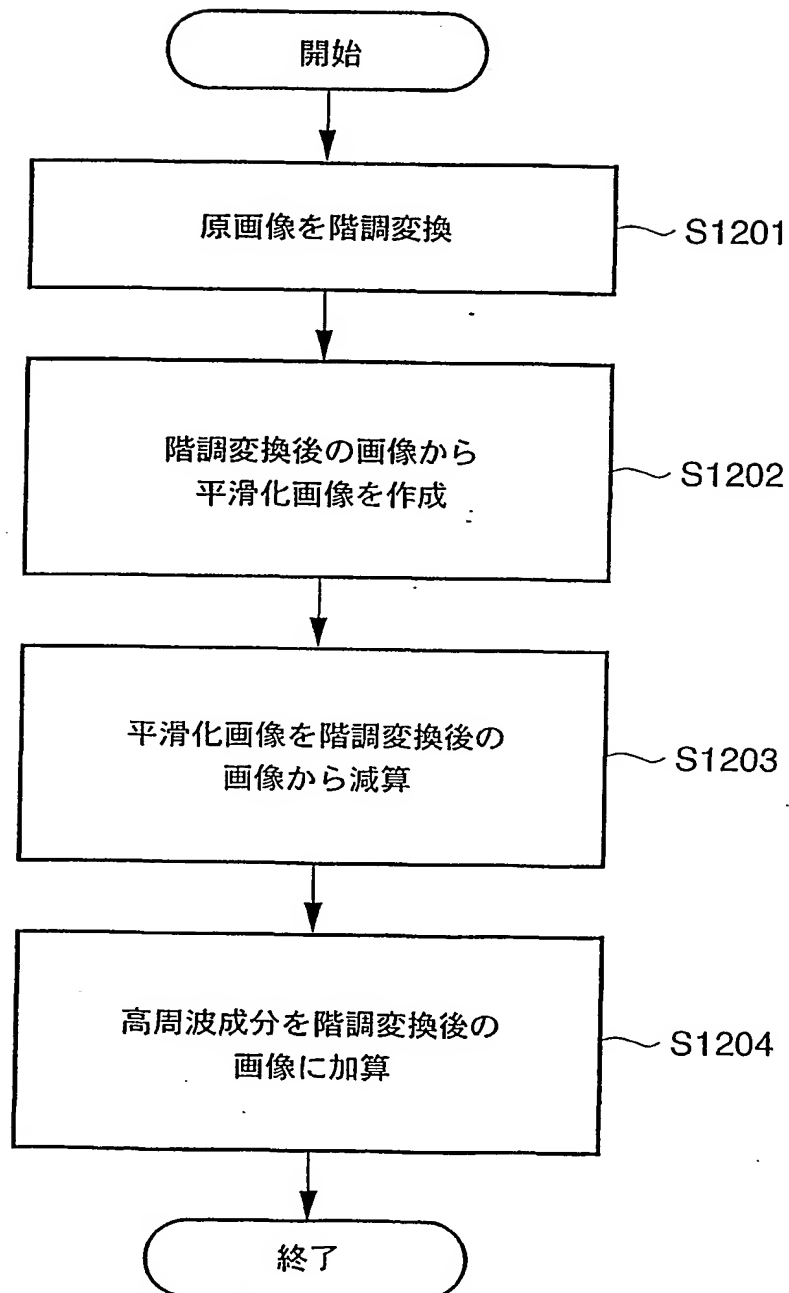 開始
原画像を階調変換
S1201
階調変換後の画像から
平滑化画像を作成
S1202
平滑化画像を階調変換後の
画像から減算
S1203
高周波成分を階調変換後の
画像に加算
S1204
終了